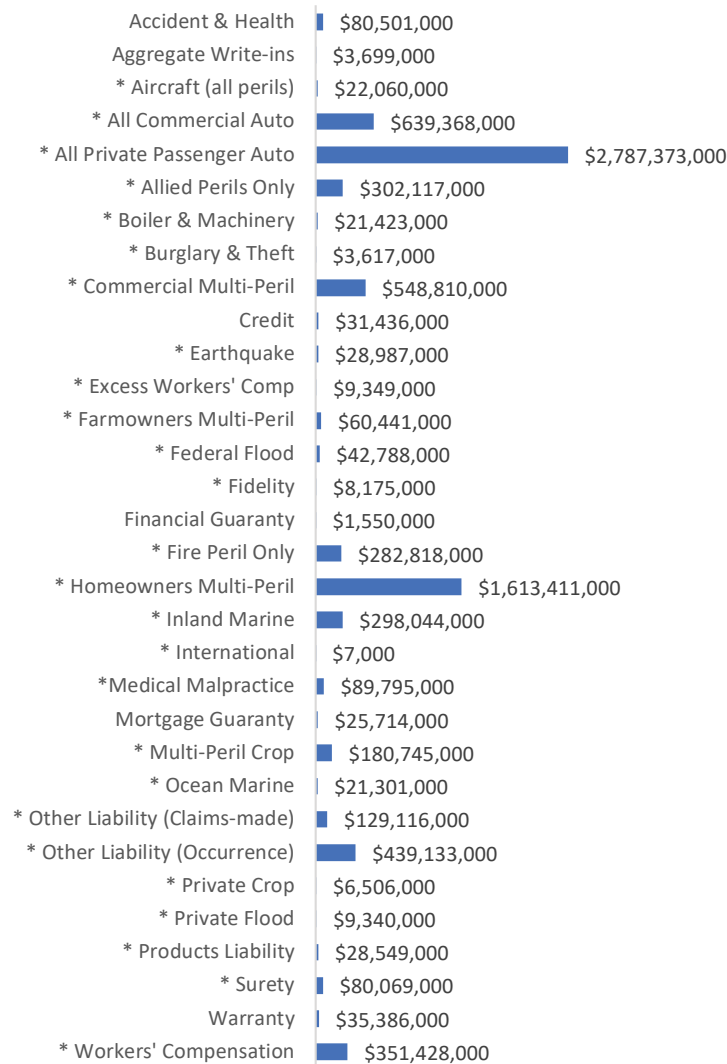 Accident & Health $80,501,000
Aggregate Write-ins $3,699,000
* Aircraft (all perils) $22,060,000
* All Commercial Auto $639,368,000
* All Private Passenger Auto $2,787,373,000
* Allied Perils Only $302,117,000
* Boiler & Machinery $21,423,000
* Burglary & Theft $3,617,000
* Commercial Multi-Peril $548,810,000
Credit $31,436,000
* Earthquake $28,987,000
* Excess Workers' Comp $9,349,000
* Farmowners Multi-Peril $60,441,000
* Federal Flood $42,788,000
* Fidelity $8,175,000
Financial Guaranty $1,550,000
* Fire Peril Only $282,818,000
* Homeowners Multi-Peril $1,613,411,000
* Inland Marine $298,044,000
* International $7,000
*Medical Malpractice $89,795,000
Mortgage Guaranty $25,714,000
* Multi-Peril Crop $180,745,000
* Ocean Marine $21,301,000
* Other Liability (Claims-made) $129,116,000
* Other Liability (Occurrence) $439,133,000
* Private Crop $6,506,000
* Private Flood $9,340,000
* Products Liability $28,549,000
* Surety $80,069,000
Warranty $35,386,000
* Workers' Compensation $351,428,000